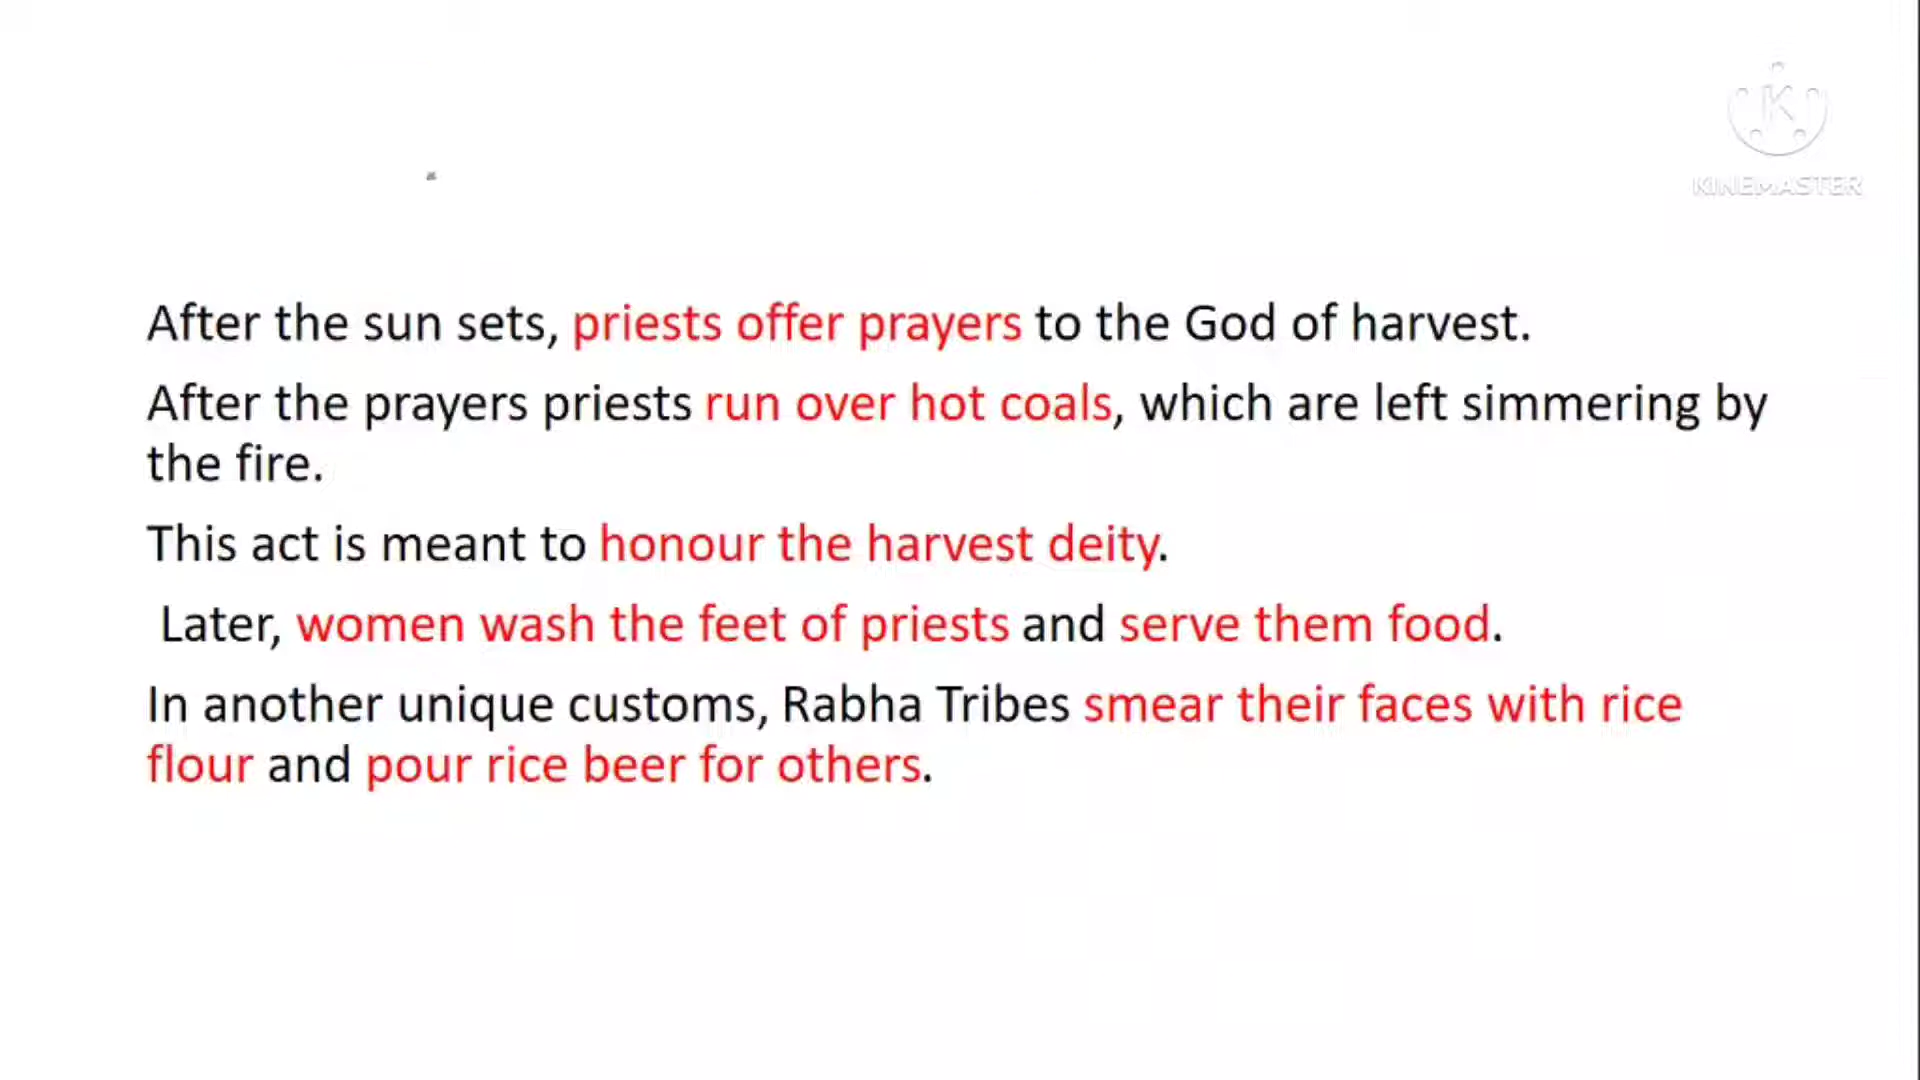 KINEMASTER
After the sun sets, priests offer prayers to the God of harvest.
After the prayers priests run over hot coals, which are left simmering by
the fire.
This act is meant to honour the harvest deity.
Later, women wash the feet of priests and serve them food.
In another unique customs, Rabha Tribes smear their faces with rice
flour and pour rice beer for others.